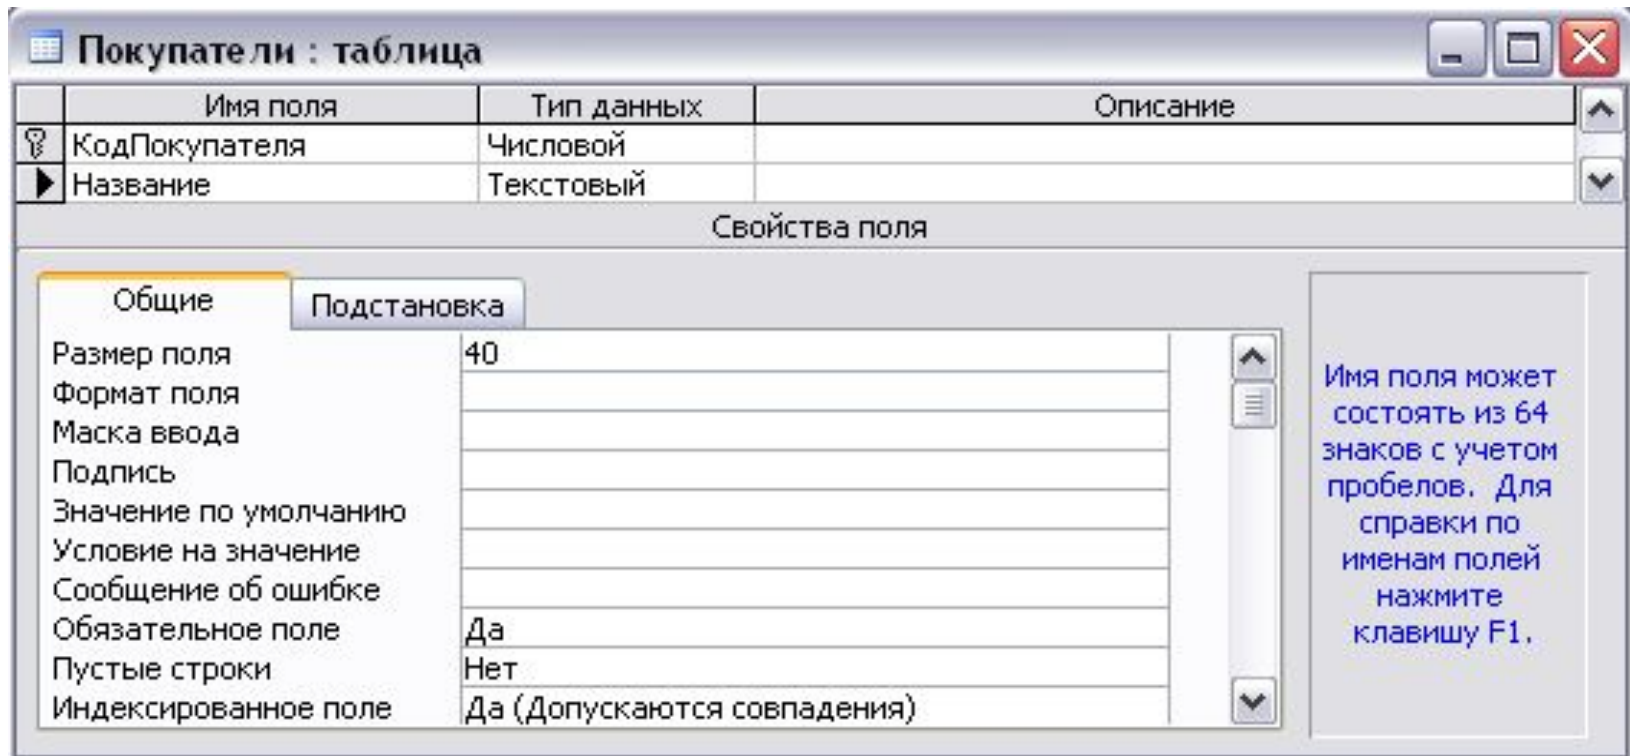 Покупатели : таблица
Имя поля Тип данных Описание
КодПокупателя Числовой
Название Текстовый
Свойства поля
Общие Подстановка
Размер поля 40
Формат поля
Маска ввода
Подпись
Значение по умолчанию
Условие на значение
Сообщение об ошибке
Обязательное поле Да
Пустые строки Нет
Индексированное поле Да (Допускаются совпадения)
Имя поля может
состоять из 64
знаков с учетом
пробелов. Для
справки по
именам полей
нажмите
клавишу F1.